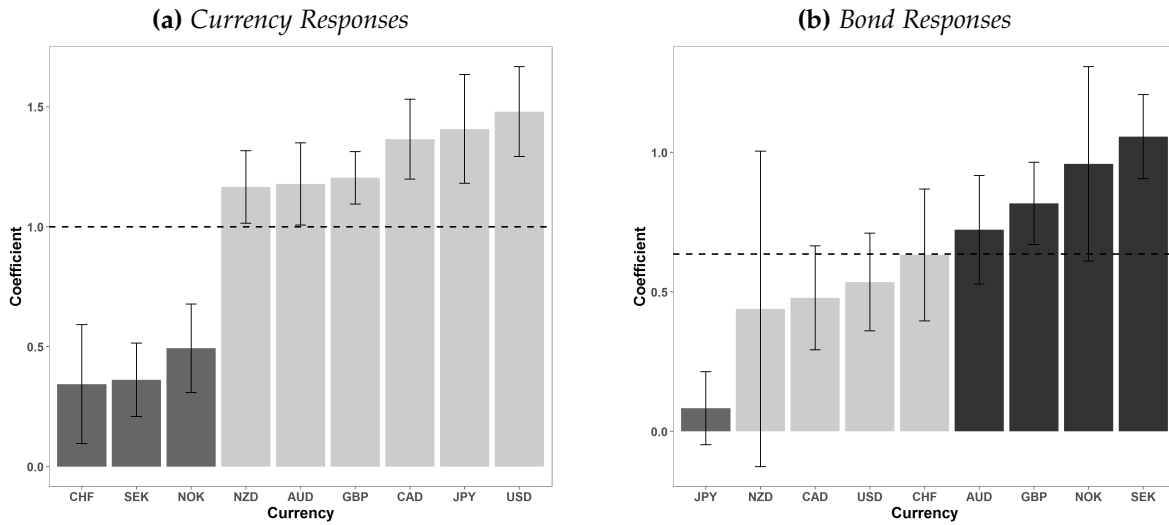 (a) Currency Responses
1.5
1.0
0.5
0.0
Coefficient
CHF SEK NOK NZD AUD GBP CAD JPY USD
Currency
(b) Bond Responses
1.0
0.5
0.0
Coefficient
JPY NZD CAD USD CHF AUD GBP NOK SEK
Currency